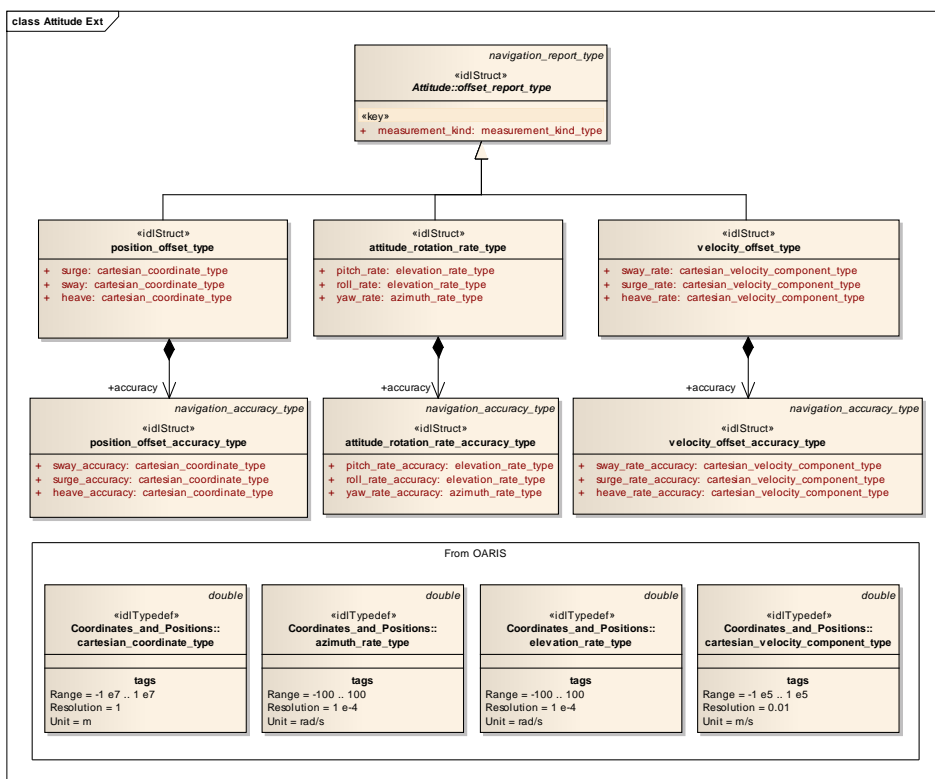 class Attitude Ext
navigation_report_type
«idlStruct»
Attitude::offset_report_type
«key»
+ measurement_kind: measurement_kind_type
«idlStruct»
position_offset_type
+ surge: cartesian_coordinate_type
+ sway: cartesian_coordinate_type
+ heave: cartesian_coordinate_type
«idlStruct»
attitude_rotation_rate_type
+ pitch_rate: elevation_rate_type
+ roll_rate: elevation_rate_type
+ yaw_rate: azimuth_rate_type
«idlStruct»
velocity_offset_type
+ sway_rate: cartesian_velocity_component_type
+ surge_rate: cartesian_velocity_component_type
+ heave_rate: cartesian_velocity_component_type
+accuracy
+accuracy
+accuracy
navigation_accuracy_type
«idlStruct»
position_offset_accuracy_type
+ sway_accuracy: cartesian_coordinate_type
+ surge_accuracy: cartesian_coordinate_type
+ heave_accuracy: cartesian_coordinate_type
navigation_accuracy_type
«idlStruct»
attitude_rotation_rate_accuracy_type
+ pitch_rate_accuracy: elevation_rate_type
+ roll_rate_accuracy: elevation_rate_type
+ yaw_rate_accuracy: azimuth_rate_type
navigation_accuracy_type
«idlStruct»
velocity_offset_accuracy_type
+ sway_rate_accuracy: cartesian_velocity_component_type
+ surge_rate_accuracy: cartesian_velocity_component_type
+ heave_rate_accuracy: cartesian_velocity_component_type
From OARIS
double
«idlTypedef»
Coordinates_and_Positions::
cartesian_coordinate_type
tags
Range = -1 e7 .. 1 e7
Resolution = 1
Unit = m
double
«idlTypedef»
Coordinates_and_Positions::
azimuth_rate_type
tags
Range = -100 .. 100
Resolution = 1 e-4
Unit = rad/s
double
«idlTypedef»
Coordinates_and_Positions::
elevation_rate_type
tags
Range = -100 .. 100
Resolution = 1 e-4
Unit = rad/s
double
«idlTypedef»
Coordinates_and_Positions::
cartesian_velocity_component_type
tags
Range = -1 e5 .. 1 e5
Resolution = 0.01
Unit = m/s